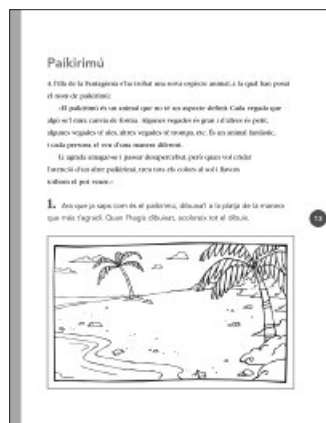 Paikirimú
A l'illa de la Fantagènia s'ha trobat una nova espècie animal, a la qual han posat
el nom de paikirimú:
«El paikirimú és un animal que no té un aspecte definit. Cada vegada que
algú se'l mira, canvia de forma. Algunes vegades és gran i d'altres és petit,
algunes vegades té ales, altres vegades té trompa, etc. És un animal fantàstic,
i cada persona el veu d'una manera diferent.
Li agrada amagar-se i passar desapercebut, però quan vol cridar
l'atenció d'un altre paikirimú, treu tots els colors al sol i llavors
tothom el pot veure.»
1. Ara que ja saps com és el paikirimú, dibuixa'l a la platja de la manera
que més t'agradi. Quan l'hagis dibuixat, acoloreix tot el dibuix.